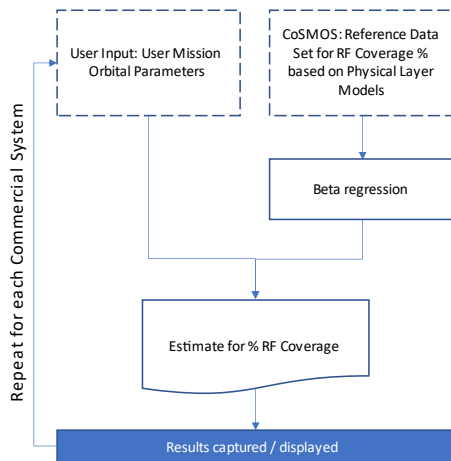 User Input: User Mission
Orbital Parameters
CoSMOS: Reference Data
Set for RF Coverage %
based on Physical Layer
Models
Repeat for each Commercial System
Beta regression
Estimate for % RF Coverage
Results captured / displayed